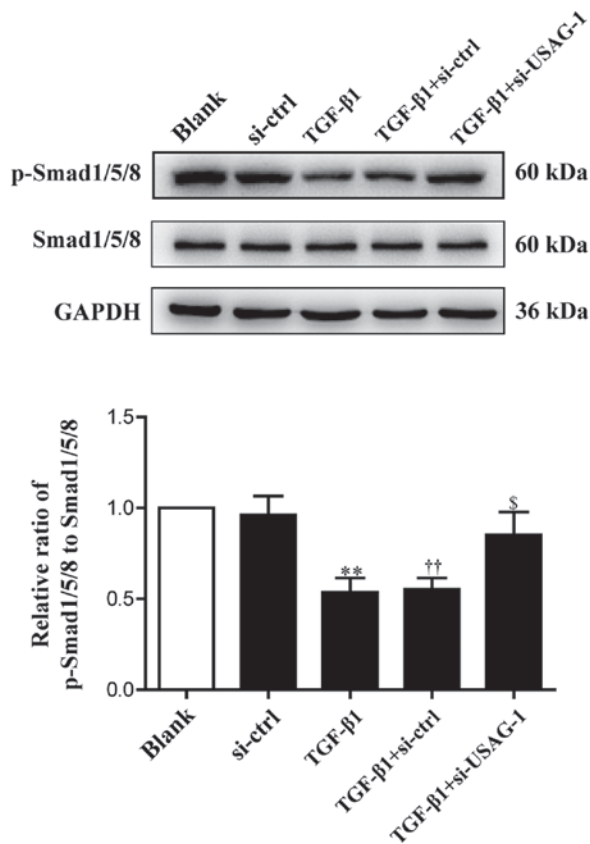 Blank
si-ctrl
TGF-β1
TGF-β1+si-ctrl
TGF-β1+si-USAG-1
p-Smad1/5/8
60 kDa
Smad1/5/8
60 kDa
GAPDH
36 kDa
Relative ratio of
p-Smad1/5/8 to Smad1/5/8
1.5
1.0
0.5
0.0
**
††
$
Blank
si-ctrl
TGF-β1
TGF-β1+si-ctrl
TGF-β1+si-USAG-1